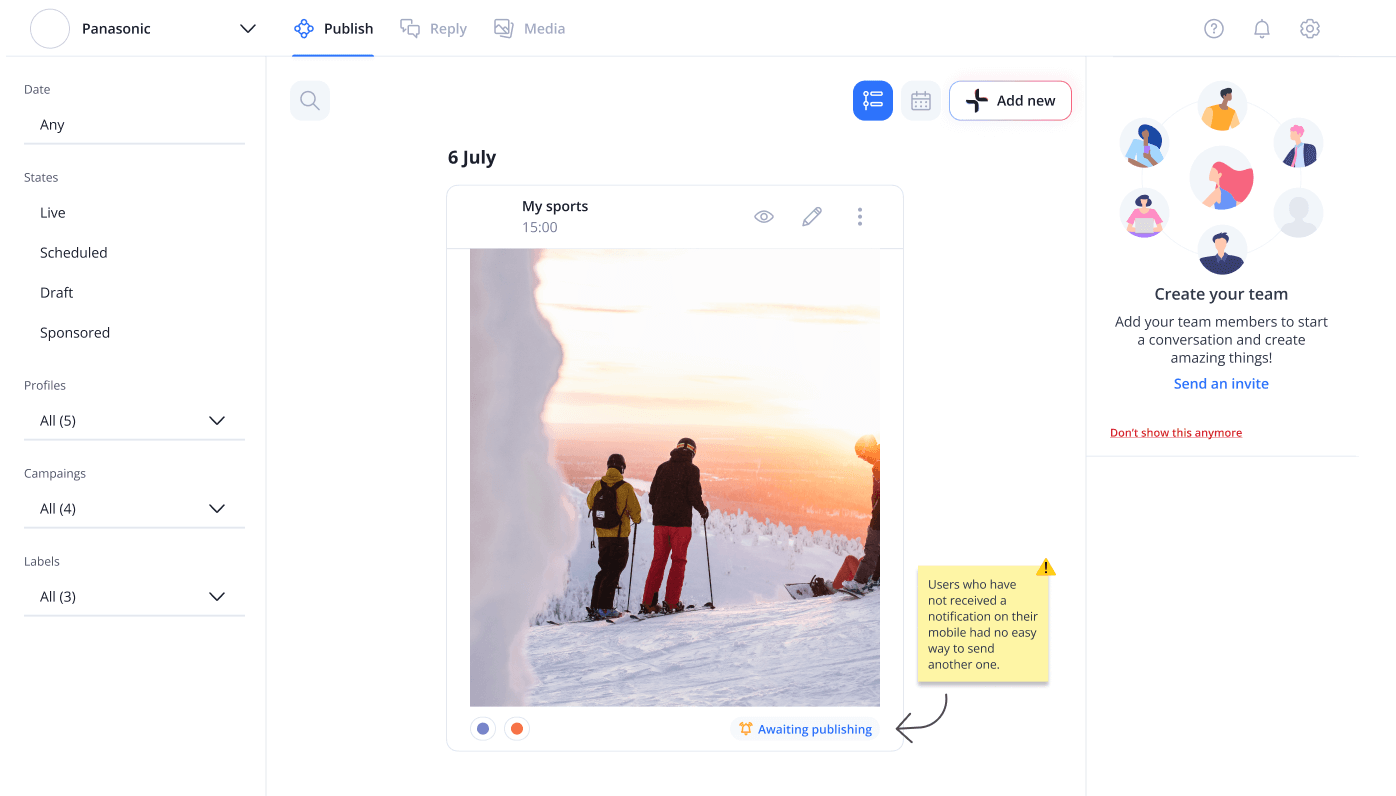 Panasonic
Publish
Reply
Media
Date
Any
States
Live
Scheduled
Draft
Sponsored
Profiles
All (5)
Campaings
All (4)
Labels
All (3)
Add new
6 July
My sports
15:00
Awaiting publishing
Users who have
not received a
notification on their
mobile had no easy
way to send
another one.
Create your team
Add your team members to start
a conversation and create
amazing things!
Send an invite
Don't show this anymore